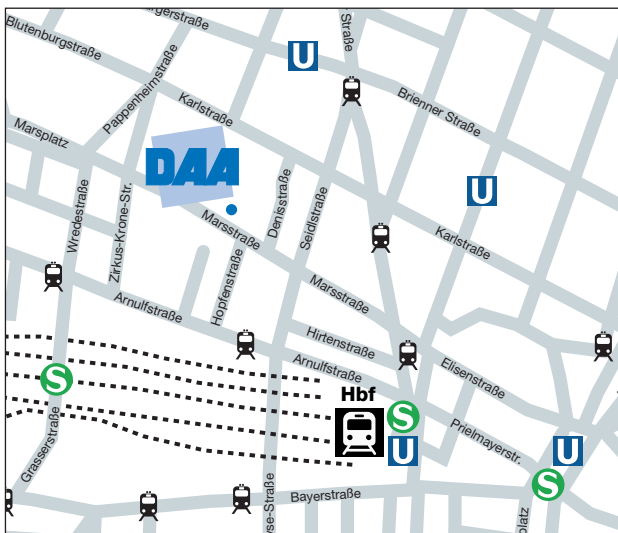 Straße
U
Blutenburgstraße
Pappenheimstraße
Karlstraße
Brienner Straße
Marsplatz
DAA
U
Wredestraße
Zirkus-Krone-Str.
Marsstraße
Denisstraße
Seidlstraße
Karlstraße
Hopfenstraße
Arnulfstraße
Marsstraße
Hirtenstraße
Arnulfstraße
Elisenstraße
S
Hbf
S
U
Prielmayerstr.
U
S
Grasserstraße
Bayerstraße